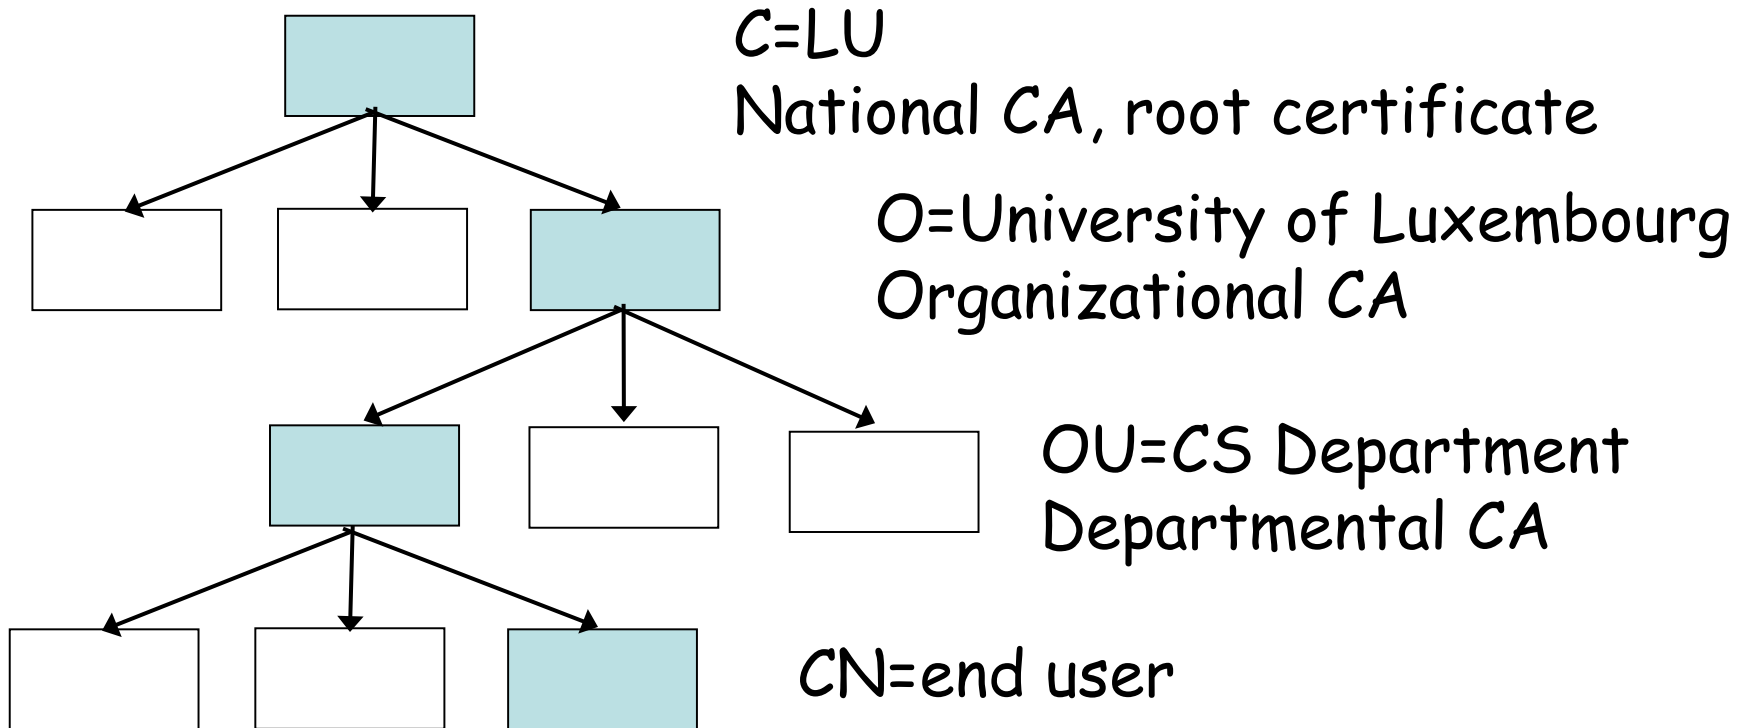 C=LU
National CA, root certificate
O=University of Luxembourg
Organizational CA
OU=CS Department
Departmental CA
CN=end user